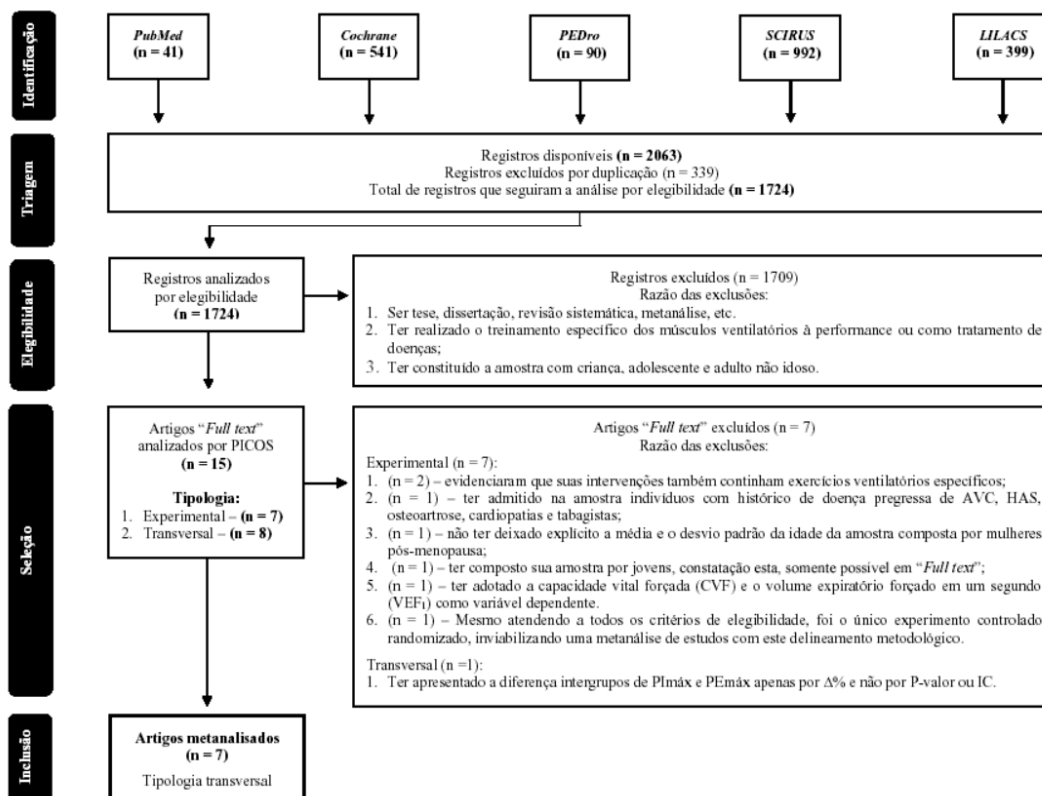 Identificação
PubMed
(n = 41)
Cochrane
(n = 541)
PEDro
(n = 90)
SCIRUS
(n = 992)
LILACS
(n = 399)
Triagem
Registros disponíveis (n = 2063)
Registros excluídos por duplicação (n = 339)
Total de registros que seguiram a análise por elegibilidade (n = 1724)
Elegibilidade
Registros analizados
por elegibilidade
(n = 1724)
Registros excluídos (n = 1709)
Razão das exclusões:
1. Ser tese, dissertação, revisão sistemática, metanálise, etc.
2. Ter realizado o treinamento específico dos músculos ventilatórios à performance ou como tratamento de
doenças;
3. Ter constituído a amostra com criança, adolescente e adulto não idoso.
Seleção
Artigos “Full text”
analizados por PICOS
(n = 15)
Tipologia:
1. Experimental – (n = 7)
2. Transversal – (n = 8)
Artigos “Full text” excluídos (n = 7)
Razão das exclusões:
Experimental (n = 7):
1. (n = 2) – evidenciaram que suas intervenções também continham exercícios ventilatórios específicos;
2. (n = 1) – ter admitido na amostra indivíduos com histórico de doença pregressa de AVC, HAS,
osteoartrose, cardiopatias e tabagistas;
3. (n = 1) – não ter deixado explícito a média e o desvio padrão da idade da amostra composta por mulheres
pós-menopausa;
4. (n = 1) – ter composto sua amostra por jovens, constatação esta, somente possível em “Full text”;
5. (n = 1) – ter adotado a capacidade vital forçada (CVF) e o volume expiratório forçado em um segundo
(VEF₁) como variável dependente.
6. (n = 1) – Mesmo atendendo a todos os critérios de elegibilidade, foi o único experimento controlado
randomizado, inviabilizando uma metanálise de estudos com este delineamento metodológico.
Transversal (n =1):
1. Ter apresentado a diferença intergrupos de PImáx e PEmáx apenas por Δ% e não por P-valor ou IC.
Inclusão
Artigos metanalisados
(n = 7)
Tipologia transversal